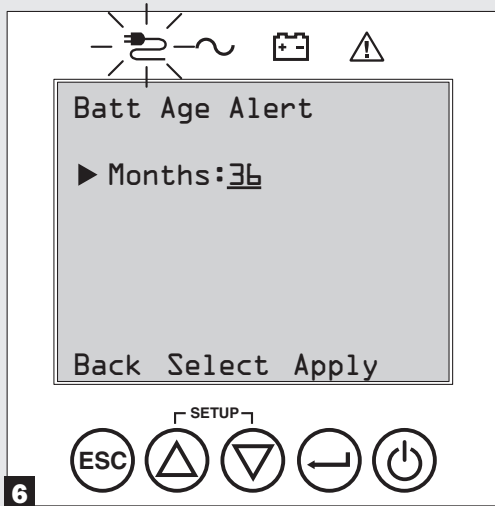 Batt Age Alert
▶ Months:36
Back Select Apply
SETUP
ESC
6